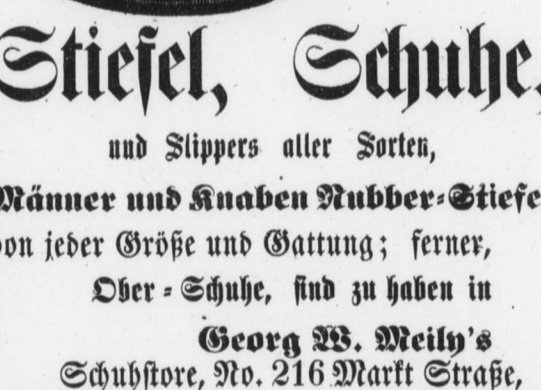 Stiefel, Schuhe,
und Slippers aller Sorten,
Männer und Knaben Rubber-Stiefe
von jeder Größe und Gattung; ferner,
Ober-Schuhe, sind zu haben in
Georg W. Meily's
Schuhstore, No. 216 Markt Straße,